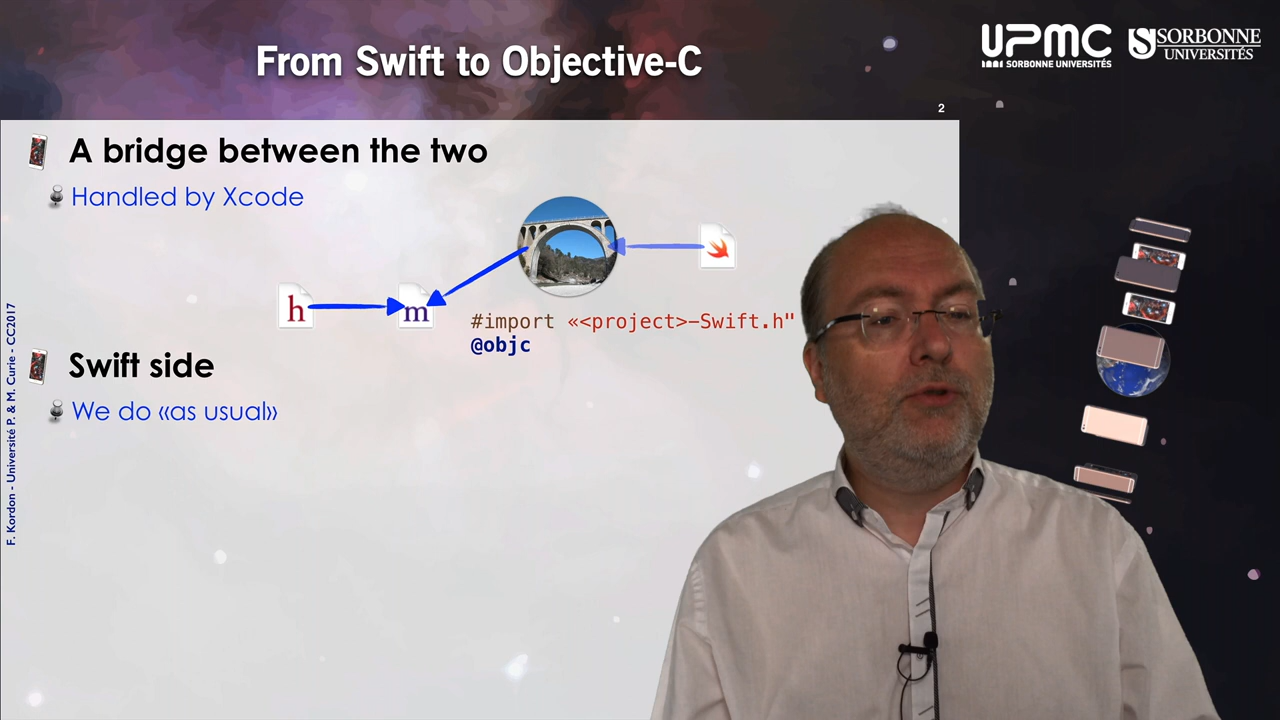 From Swift to Objective-C
UPMC
SORBONNE UNIVERSITÉS
SORBONNE
UNIVERSITÉS
2
A bridge between the two
Handled by Xcode
h
m
#import «<project>-Swift.h"
@objc
Swift side
We do «as usual»
F. Kordon - Université P. & M. Curie - CC2017